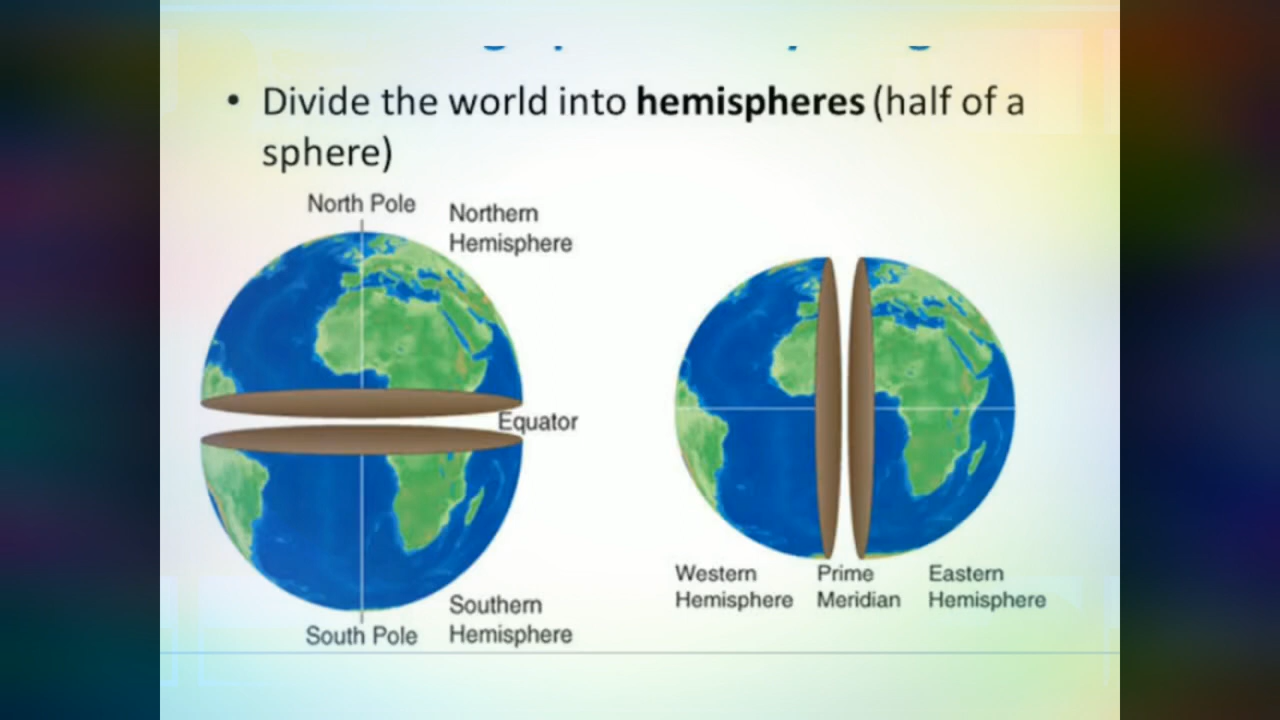 • Divide the world into hemispheres (half of a
sphere)
North Pole
Northern
Hemisphere
Equator
Southern
Hemisphere
South Pole
Western
Hemisphere
Prime
Meridian
Eastern
Hemisphere